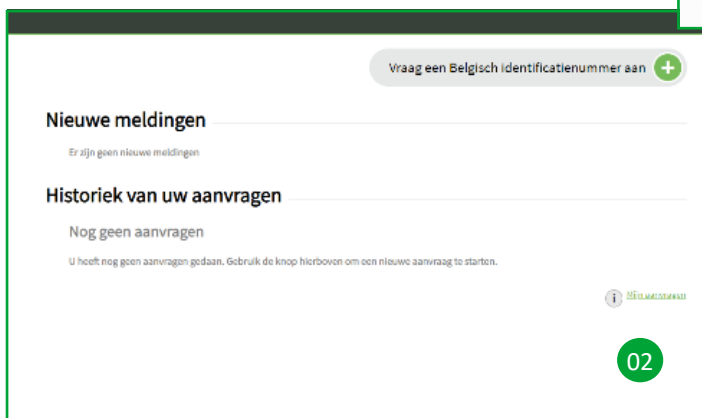 Vraag een Belgisch identificatienummer aan
Nieuwe meldingen
Er zijn geen nieuwe meldingen
Historiek van uw aanvragen
Nog geen aanvragen
U heeft nog geen aanvragen gedaan. Gebruik de knop hierboven om een nieuwe aanvraag te starten.
02